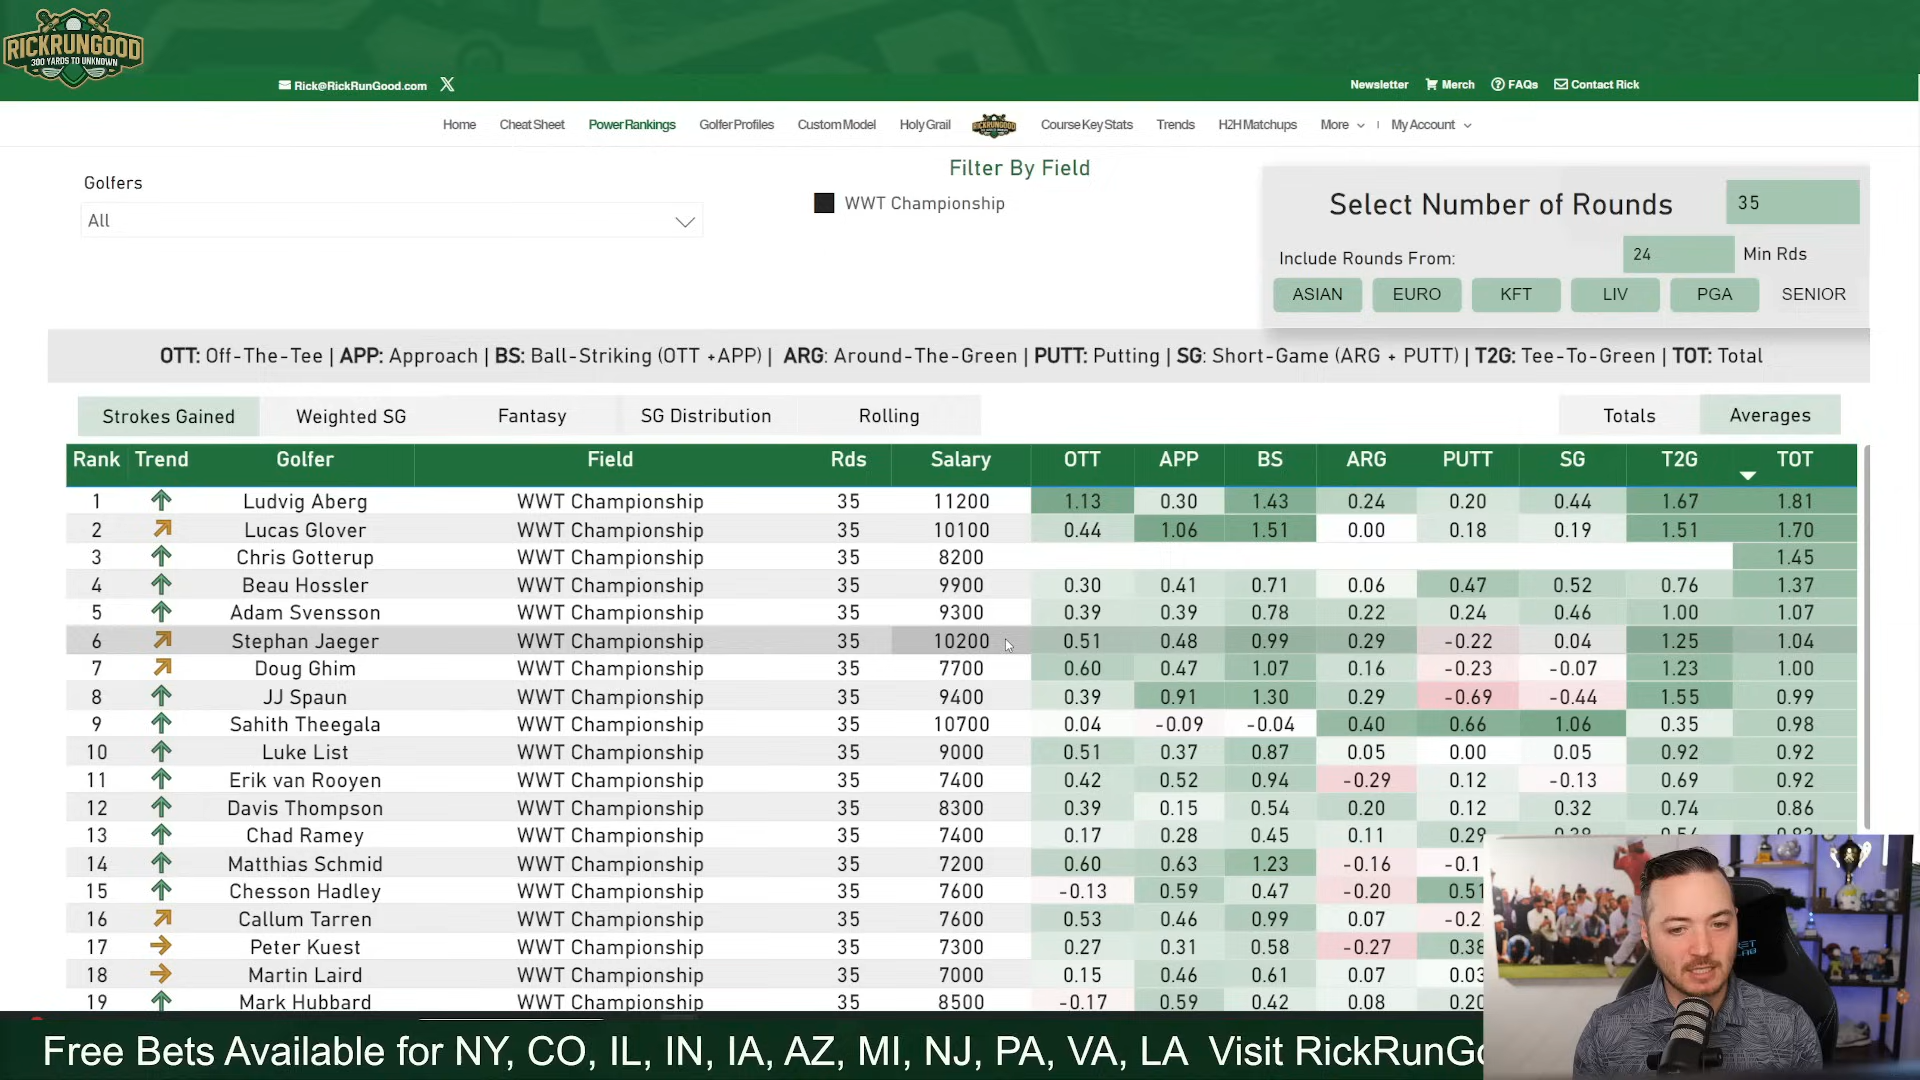 RICKRUNGOOD
300 YARDS TO UNKNOWN
Rick@RickRunGood.com
Newsletter Merch FAQs Contact Rick
Home Cheat Sheet Power Rankings Golfer Profiles Custom Model Holy Grail Course Key Stats Trends H2H Matchups More | My Account
Filter By Field
Golfers
All
WWT Championship
Select Number of Rounds 35
24 Min Rds
Include Rounds From:
ASIAN EURO KFT LIV PGA SENIOR
OTT: Off-The-Tee | APP: Approach | BS: Ball-Striking (OTT +APP) | ARG: Around-The-Green | PUTT: Putting | SG: Short-Game (ARG + PUTT) | T2G: Tee-To-Green | TOT: Total
Strokes Gained Weighted SG Fantasy SG Distribution Rolling Totals Averages
Rank Trend Golfer Field Rds Salary OTT APP BS ARG PUTT SG T2G TOT
1 Ludvig Aberg WWT Championship 35 11200 1.13 0.30 1.43 0.24 0.20 0.44 1.67 1.81
2 Lucas Glover WWT Championship 35 10100 0.44 1.06 1.51 0.00 0.18 0.19 1.51 1.70
3 Chris Gotterup WWT Championship 35 8200 1.45
4 Beau Hossler WWT Championship 35 9900 0.30 0.41 0.71 0.06 0.47 0.52 0.76 1.37
5 Adam Svensson WWT Championship 35 9300 0.39 0.39 0.78 0.22 0.24 0.46 1.00 1.07
6 Stephan Jaeger WWT Championship 35 10200 0.51 0.48 0.99 0.29 -0.22 0.04 1.25 1.04
7 Doug Ghim WWT Championship 35 7700 0.60 0.47 1.07 0.16 -0.23 -0.07 1.23 1.00
8 JJ Spaun WWT Championship 35 9400 0.39 0.91 1.30 0.29 -0.69 -0.44 1.55 0.99
9 Sahith Theegala WWT Championship 35 10700 0.04 -0.09 -0.04 0.40 0.66 1.06 0.35 0.98
10 Luke List WWT Championship 35 9000 0.51 0.37 0.87 0.05 0.00 0.05 0.92 0.92
11 Erik van Rooyen WWT Championship 35 7400 0.42 0.52 0.94 -0.29 0.12 -0.13 0.69 0.92
12 Davis Thompson WWT Championship 35 8300 0.39 0.15 0.54 0.20 0.12 0.32 0.74 0.86
13 Chad Ramey WWT Championship 35 7400 0.17 0.28 0.45 0.11 0.29
14 Matthias Schmid WWT Championship 35 7200 0.60 0.63 1.23 -0.16 -0.1
15 Chesson Hadley WWT Championship 35 7600 -0.13 0.59 0.47 -0.20 0.51
16 Callum Tarren WWT Championship 35 7600 0.53 0.46 0.99 0.07 -0.2
17 Peter Kuest WWT Championship 35 7300 0.27 0.31 0.58 -0.27 0.38
18 Martin Laird WWT Championship 35 7000 0.15 0.46 0.61 0.07 0.03
19 Mark Hubbard WWT Championship 35 8500 -0.17 0.59 0.42 0.08 0.20
Free Bets Available for NY, CO, IL, IN, IA, AZ, MI, NJ, PA, VA, LA Visit RickRunGo